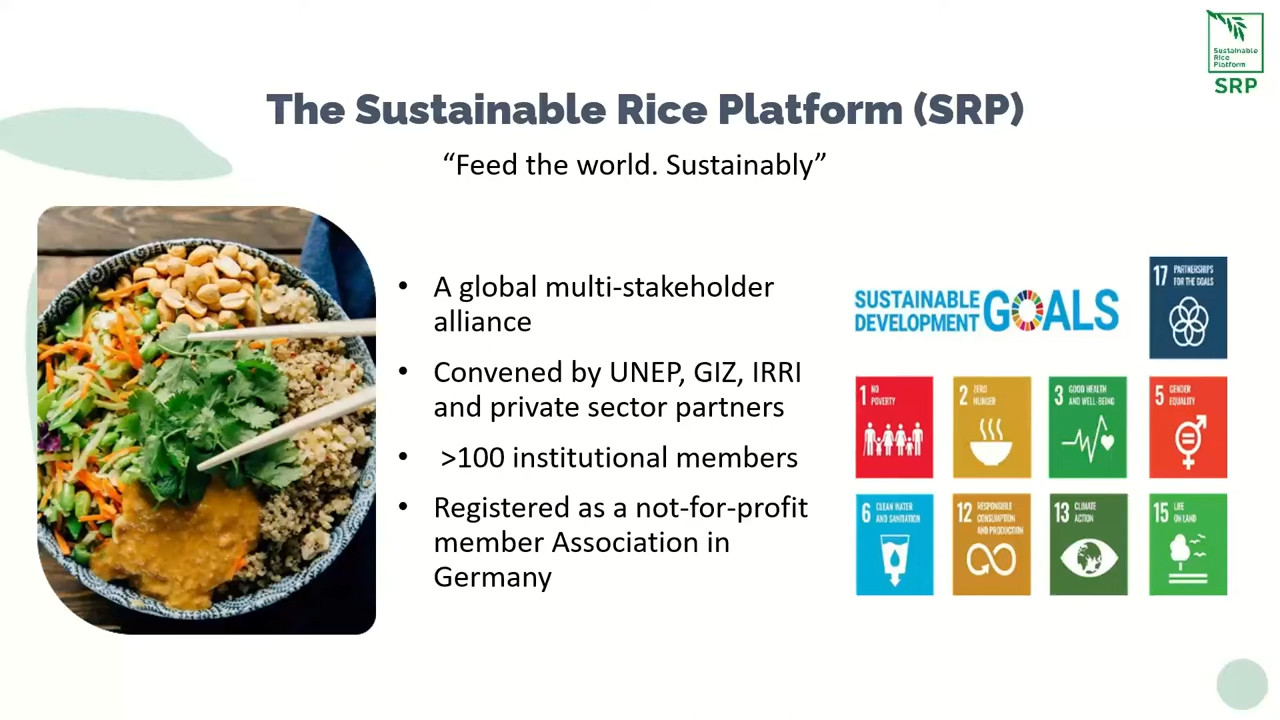 Sustainable
Rice
Platform
SRP
The Sustainable Rice Platform (SRP)
“Feed the world. Sustainably”
• A global multi-stakeholder
alliance
• Convened by UNEP, GIZ, IRRI
and private sector partners
• >100 institutional members
• Registered as a not-for-profit
member Association in
Germany
SUSTAINABLE
DEVELOPMENT
GOALS
17 PARTNERSHIPS
FOR THE GOALS
1 NO
POVERTY
2 ZERO
HUNGER
3 GOOD HEALTH
AND WELL-BEING
5 GENDER
EQUALITY
6 CLEAN WATER
AND SANITATION
12 RESPONSIBLE
CONSUMPTION
AND PRODUCTION
13 CLIMATE
ACTION
15 LIFE
ON LAND